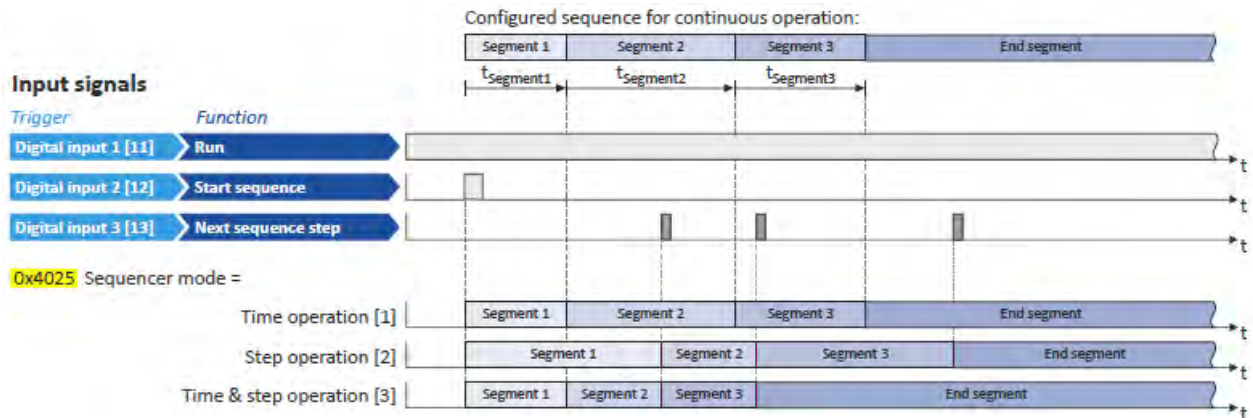 Configured sequence for continuous operation:
Segment 1 Segment 2 Segment 3 End segment
tSegment1 tSegment2 tSegment3
Input signals
Trigger Function
Digital input 1 [11] Run
t
Digital input 2 [12] Start sequence
t
Digital input 3 [13] Next sequence step
t
0x4025 Sequencer mode =
Time operation [1] Segment 1 Segment 2 Segment 3 End segment
t
Step operation [2] Segment 1 Segment 2 Segment 3 End segment
t
Time & step operation [3] Segment 1 Segment 2 Segment 3 End segment
t